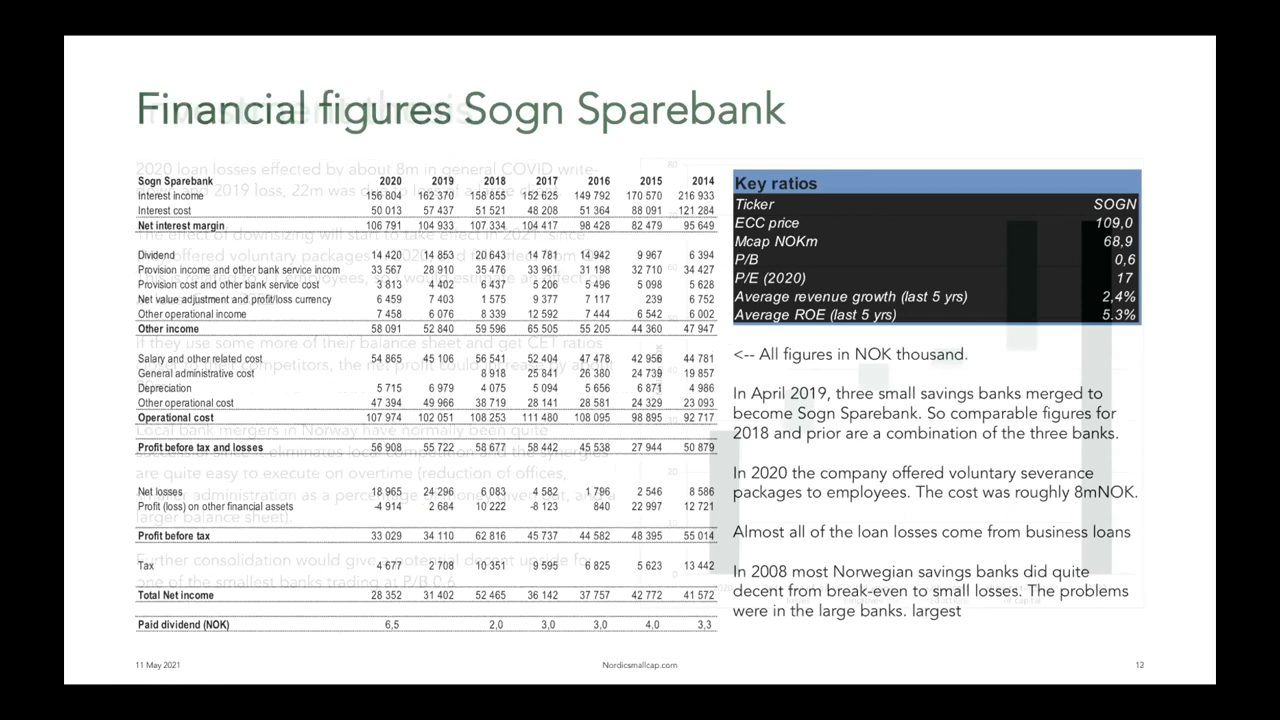 Financial figures Sogn Sparebank
Sogn Sparebank 2020 2019 2018 2017 2016 2015 2014
Interest income 156 804 162 370 158 855 152 625 149 792 170 570 216 933
Interest cost 50 013 57 437 51 521 48 208 51 364 88 091 121 284
Net interest margin 106 791 104 933 107 334 104 417 98 428 82 479 95 649
Dividend 14 420 14 853 20 643 14 781 14 942 9 967 6 394
Provision income and other bank service incom 33 567 28 910 35 476 33 961 31 198 32 710 34 427
Provision cost and other bank service cost 3 813 4 402 6 437 5 206 5 496 5 098 5 628
Net value adjustment and profit/loss currency 6 459 7 403 1 575 9 377 7 117 239 6 752
Other operational income 7 458 6 076 8 339 12 592 7 444 6 542 6 002
Other income 58 091 52 840 59 596 65 505 55 205 44 360 47 947
Salary and other related cost 54 865 45 106 56 541 52 404 47 478 42 956 44 781
General administrative cost 8 918 25 841 26 380 24 739 19 857
Depreciation 5 715 6 979 4 075 5 094 5 656 6 871 4 986
Other operational cost 47 394 49 966 38 719 28 141 28 581 24 329 23 093
Operational cost 107 974 102 051 108 253 111 480 108 095 98 895 92 717
Profit before tax and losses 56 908 55 722 58 677 58 442 45 538 27 944 50 879
Net losses 18 965 24 296 6 083 4 582 1 796 2 546 8 586
Profit (loss) on other financial assets -4 914 2 684 10 222 -8 123 840 22 997 12 721
Profit before tax 33 029 34 110 62 816 45 737 44 582 48 395 55 014
Tax 4 677 2 708 10 351 9 595 6 825 5 623 13 442
Total Net income 28 352 31 402 52 465 36 142 37 757 42 772 41 572
Paid dividend (NOK) 6,5 2,0 3,0 3,0 4,0 3,3
Key ratios
Ticker SOGN
ECC price 109,0
Mcap NOKm 68,9
P/B 0,6
P/E (2020) 17
Average revenue growth (last 5 yrs) 2,4%
Average ROE (last 5 yrs) 5.3%
<-- All figures in NOK thousand.
In April 2019, three small savings banks merged to
become Sogn Sparebank. So comparable figures for
2018 and prior are a combination of the three banks.
In 2020 the company offered voluntary severance
packages to employees. The cost was roughly 8mNOK.
Almost all of the loan losses come from business loans
In 2008 most Norwegian savings banks did quite
decent from break-even to small losses. The problems
were in the large banks. largest
11 May 2021
Nordicsmallcap.com
12